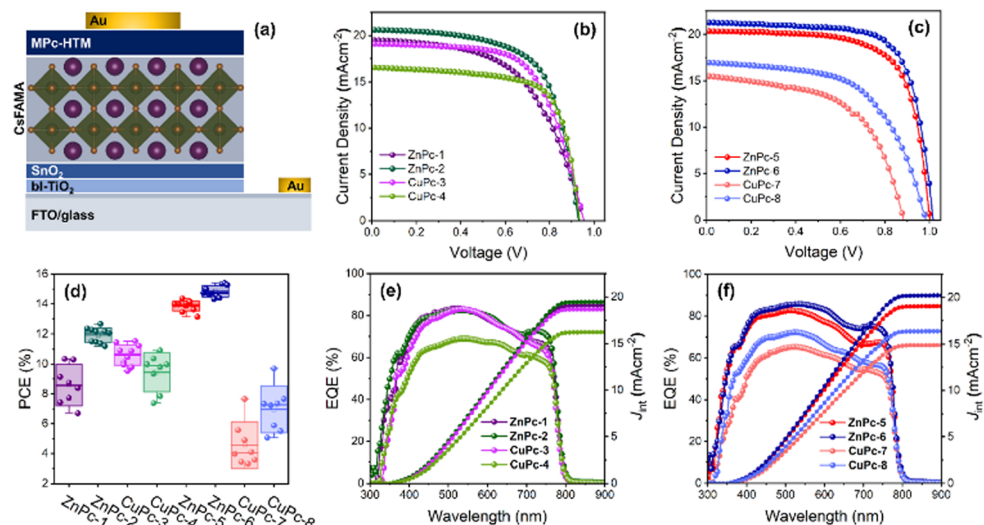 Au
(a)
MPc-HTM
CsFAMA
SnO2
bl-TiO2
Au
FTO/glass
(b)
20
15
10
5
0
Current Density (mAcm-2)
ZnPc-1
ZnPc-2
CuPc-3
CuPc-4
0.0 0.2 0.4 0.6 0.8 1.0
Voltage (V)
(c)
20
15
10
5
0
Current Density (mAcm-2)
ZnPc-5
ZnPc-6
CuPc-7
CuPc-8
0.0 0.2 0.4 0.6 0.8 1.0
Voltage (V)
(d)
16
14
12
10
8
6
4
2
PCE (%)
ZnPc-1
ZnPc-2
CuPc-3
CuPc-4
ZnPc-5
ZnPc-6
CuPc-7
CuPc-8
(e)
100
80
60
40
20
0
EQE (%)
20
15
10
5
0
Jint (mAcm-2)
ZnPc-1
ZnPc-2
CuPc-3
CuPc-4
300 400 500 600 700 800 900
Wavelength (nm)
(f)
100
80
60
40
20
0
EQE (%)
20
15
10
5
0
Jint (mAcm-2)
ZnPc-5
ZnPc-6
CuPc-7
CuPc-8
300 400 500 600 700 800 900
Wavelength (nm)